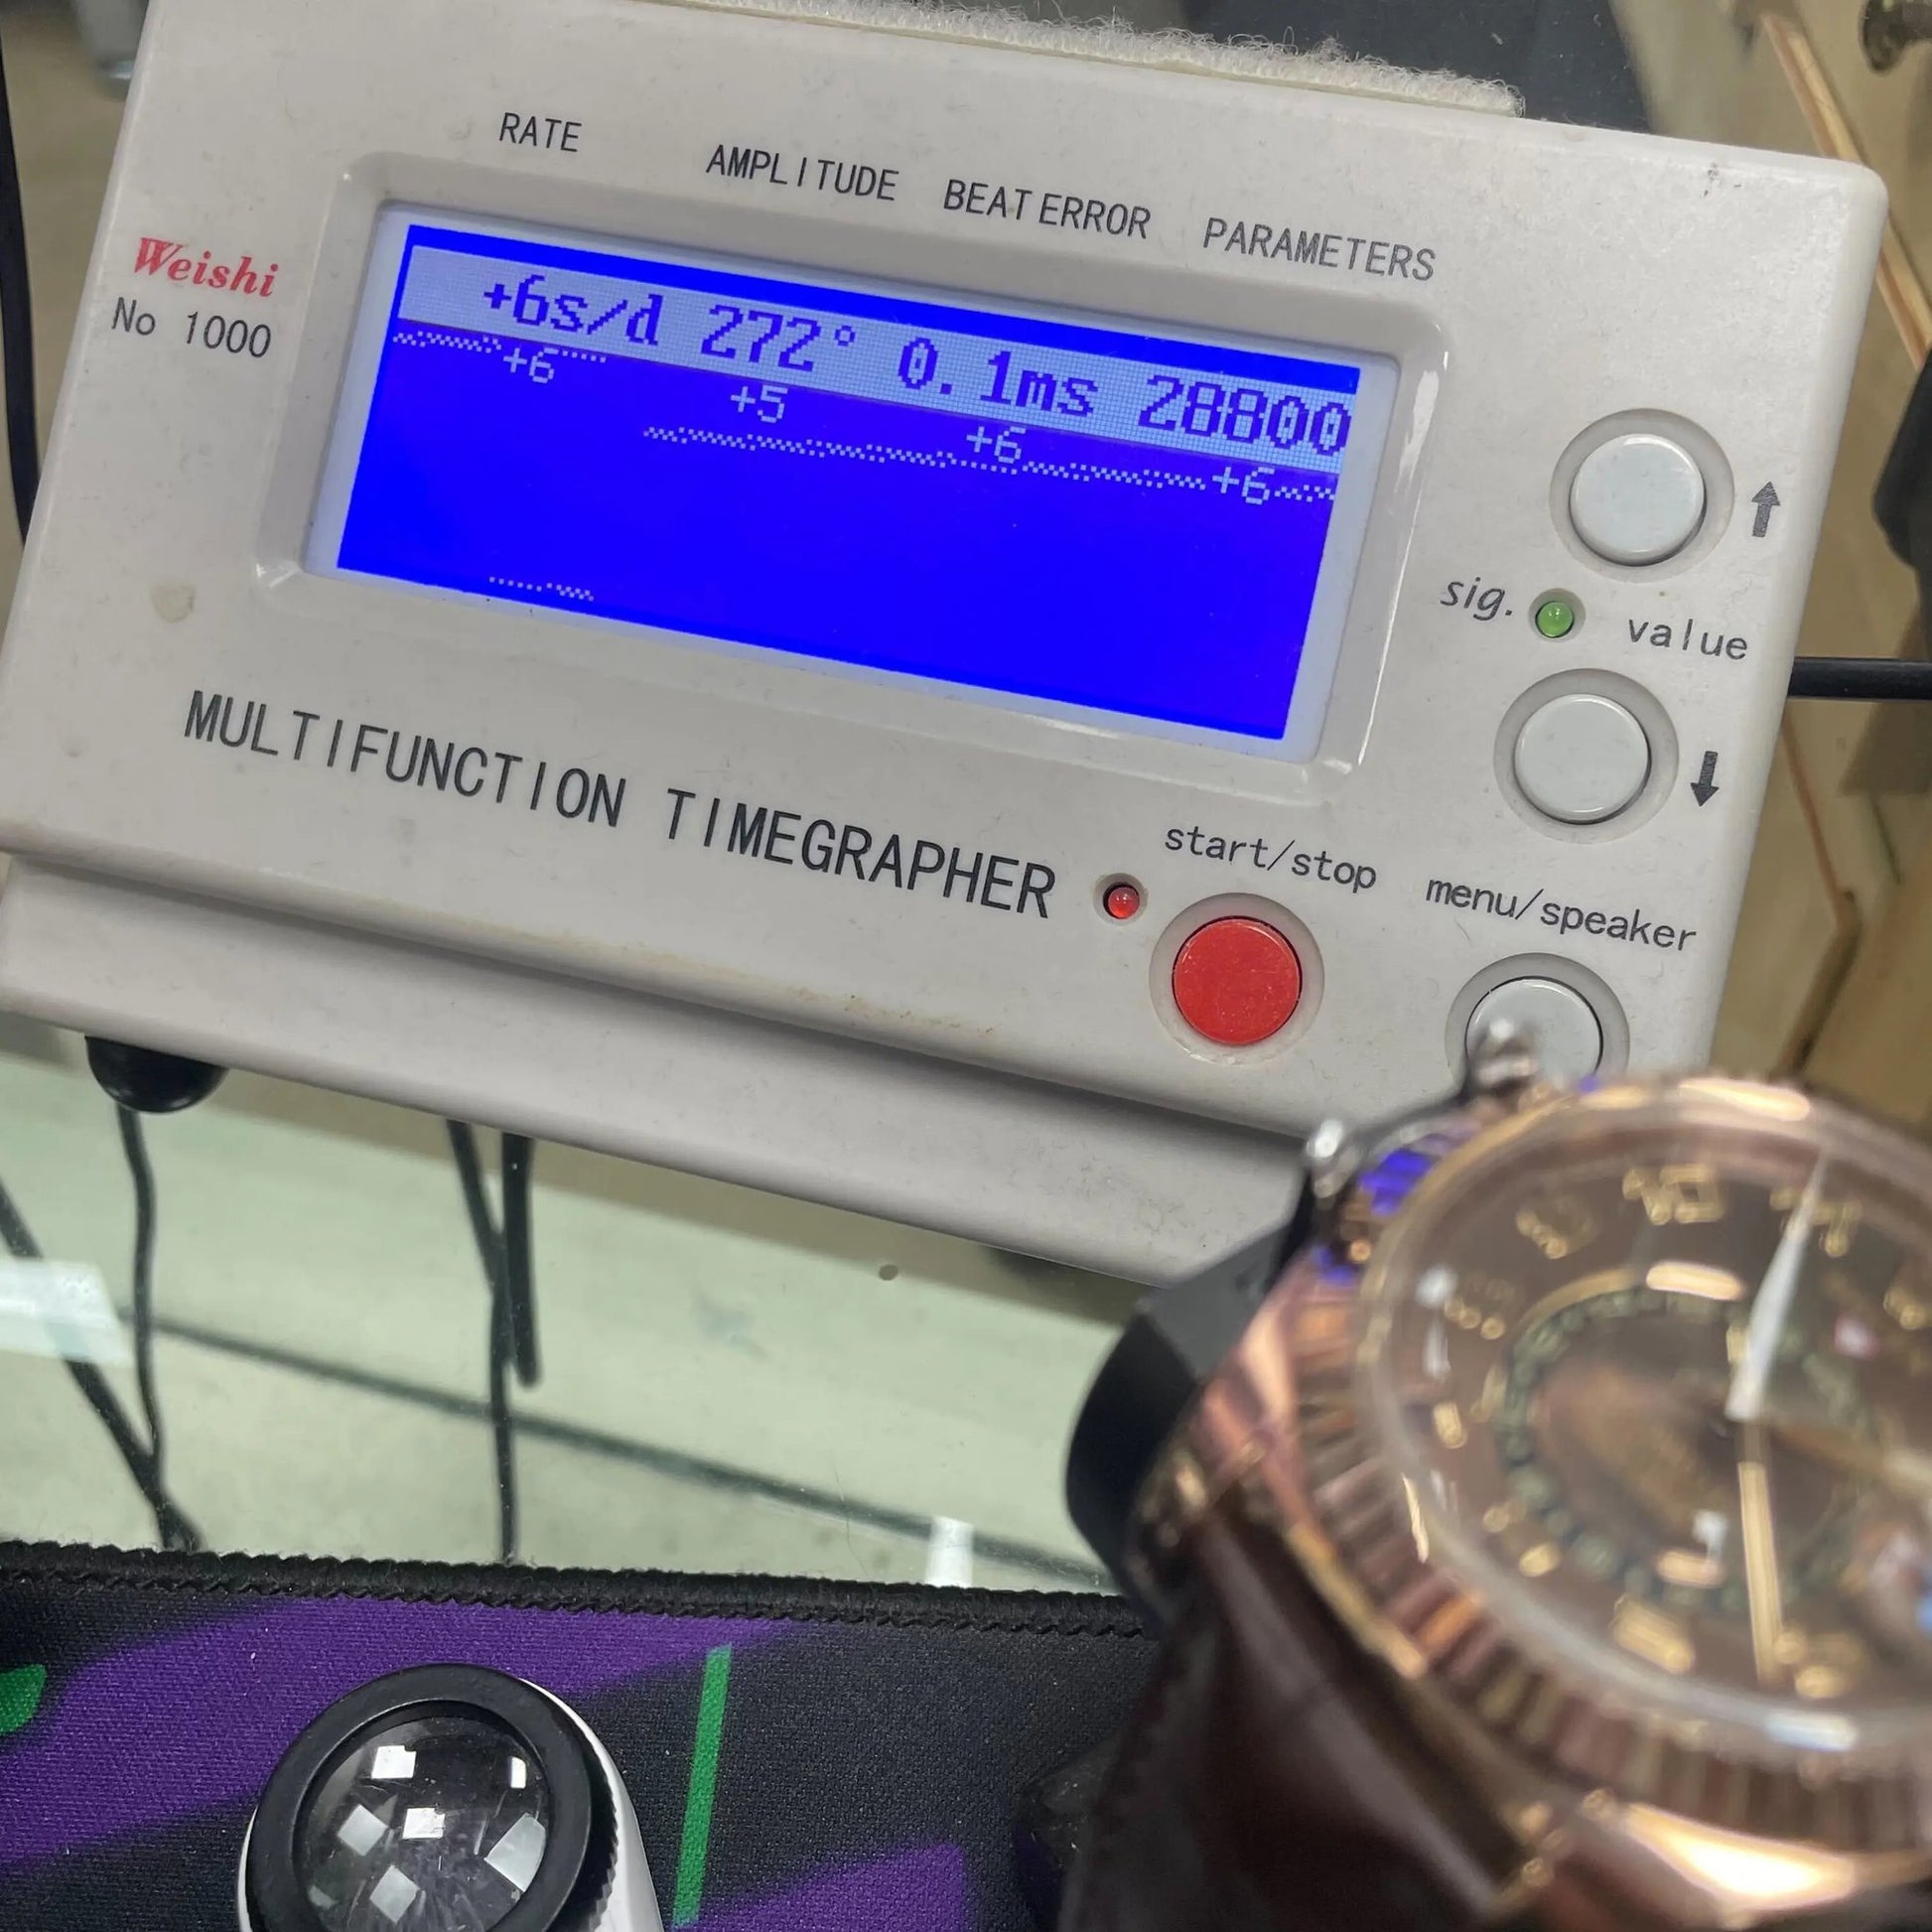 RATE AMPLITUDE BEAT ERROR PARAMETERS
Weishi
No 1000
+6s/d 272° 0.1ms 28800
+6 +5 +6 +6
sig. value
MULTIFUNCTION TIMEGRAPHER
start/stop
menu/speaker